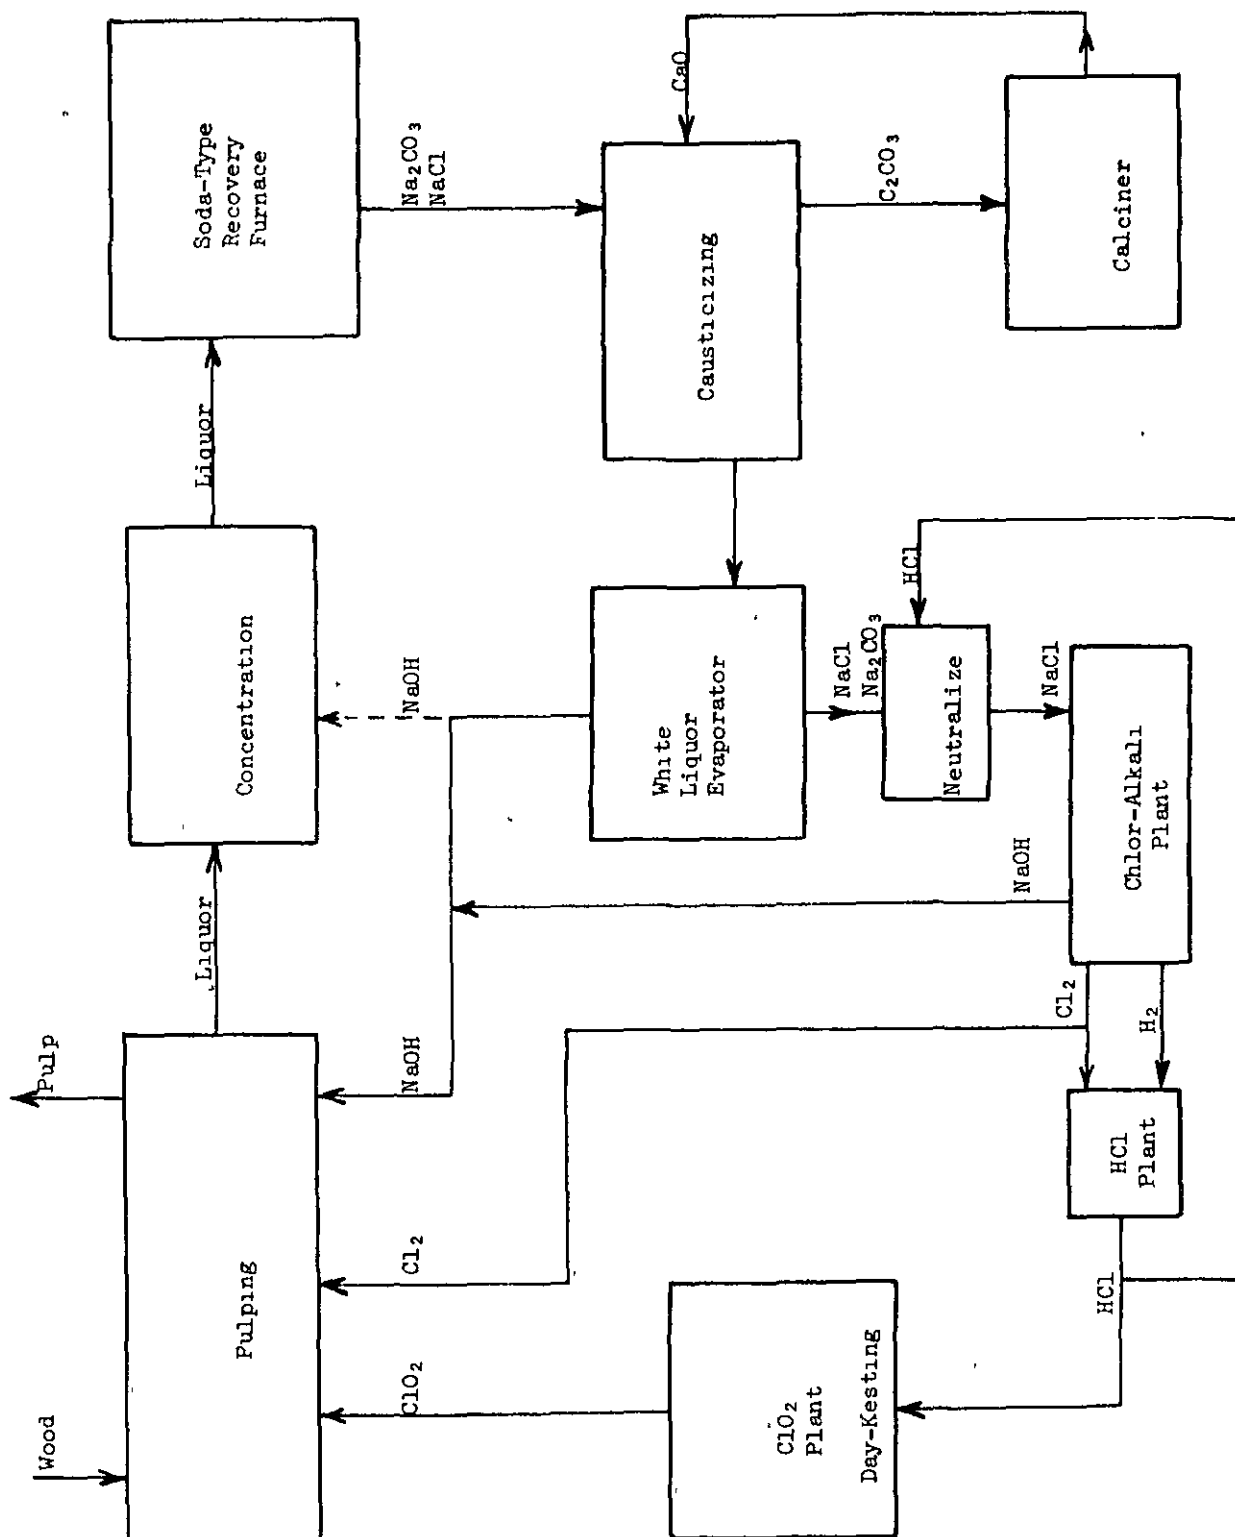 Wood
Pulp
Pulping
Liquor
Concentration
Liquor
Soda-Type
Recovery
Furnace
ClO₂
Cl₂
NaOH
NaOH
Na₂CO₃
NaCl
CaO
Causticizing
White
Liquor
Evaporator
C₂CO₃
Calciner
NaCl
Na₂CO₃
HCl
Neutralize
NaCl
NaOH
Chlor-Alkali
Plant
Cl₂
H₂
HCl
Plant
HCl
ClO₂
Plant
Day-Kesting